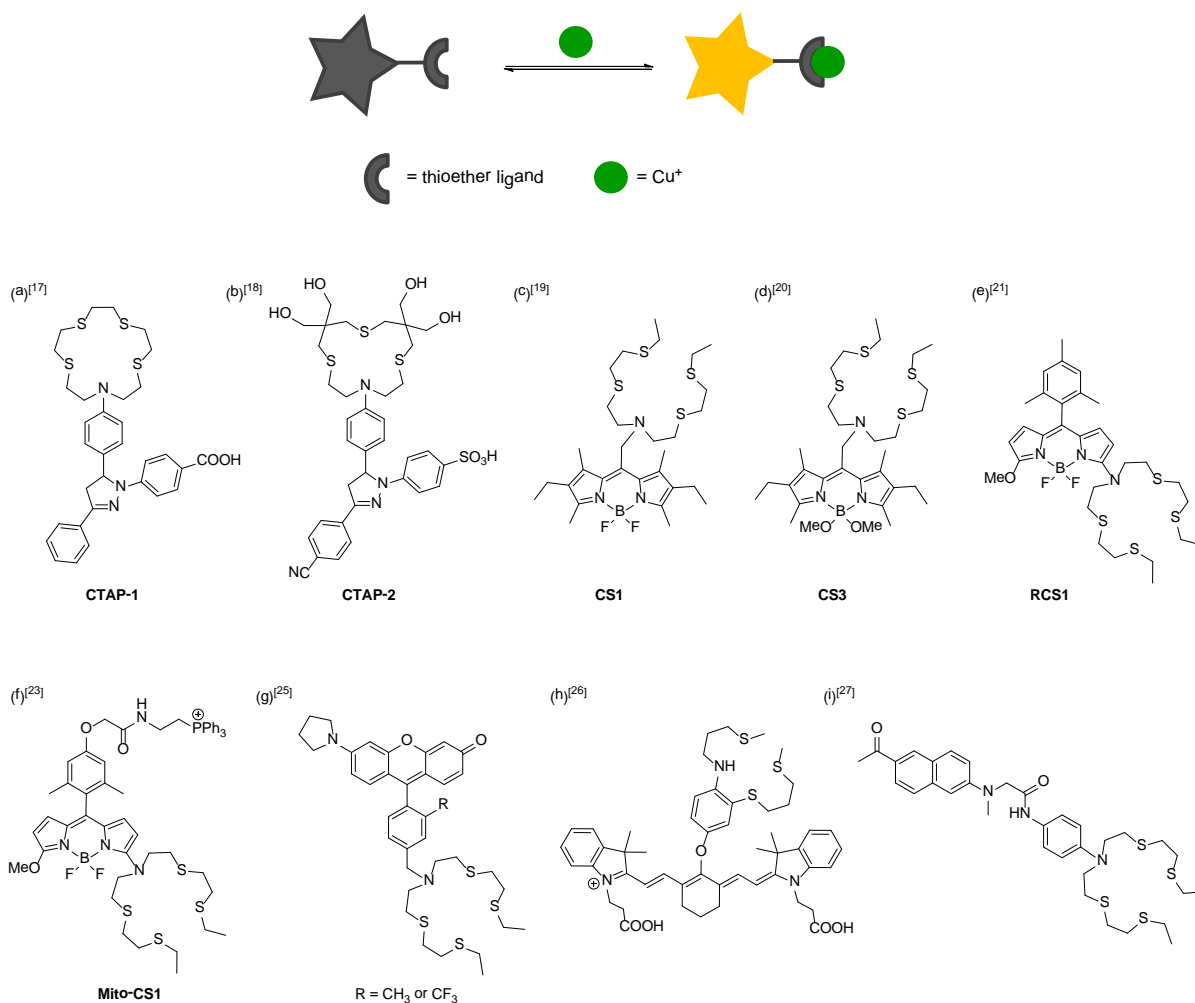 = thioether ligand = Cu⁺
(a)[17] (b)[18] (c)[19] (d)[20] (e)[21]
HO OH
HO OH
S S S S S N COOH N N
S S S N SO₃H N N NC
S S S S N N B N F F
S S S S N N B N MeO OMe
N B N MeO F F N S S S S
CTAP-1 CTAP-2 CS1 CS3 RCS1
(f)[23] (g)[25] (h)[26] (i)[27]
O H N O ⊕ PPh₃ N B N MeO F F N S S S S
N O O R N S S S S
S NH S S O N ⊕ N COOH COOH
O N O HN N S S S S
Mito-CS1 R = CH₃ or CF₃